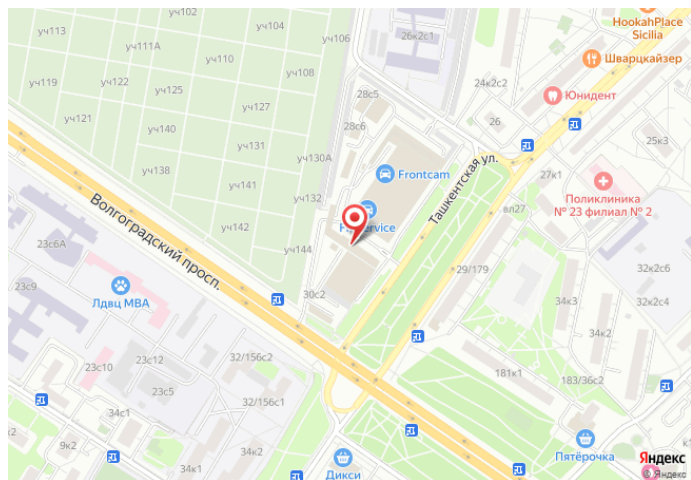 уч104
HookahPlace
Sicilia
уч113
уч106
26к2с1
уч111А
уч102
уч110
Шварцкайзер
уч108
уч119
уч122
уч125
24к2с2
Юнидент
28с5
уч127
уч121
уч140
28с6
26
25к3
уч131
уч130А
Ташкентская ул.
уч138
Frontcam
27к1
уч141
Поликлиника
№ 23 филиал № 2
уч132
Волгоградский просп.
уч142
вл27
23с6А
уч144
29/179
32к2с6
23с9
Лдвц МВА
30с2
34к3
32к2с4
34к2
23с12
32/156с2
23с10
181к1
183/36с2
23с5
32/156с1
34с1
9к2
34к2
Пятёрочка
Яндекс
Дикси